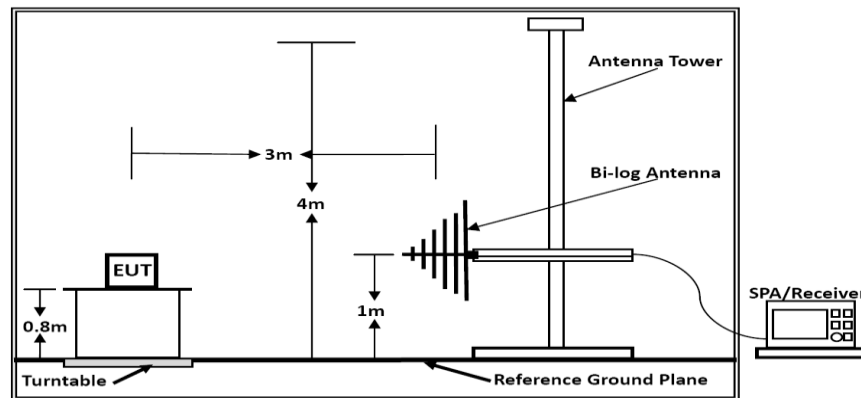 Antenna Tower
3m
Bi-log Antenna
4m
EUT
SPA/Receiver
0.8m
1m
Turntable
Reference Ground Plane